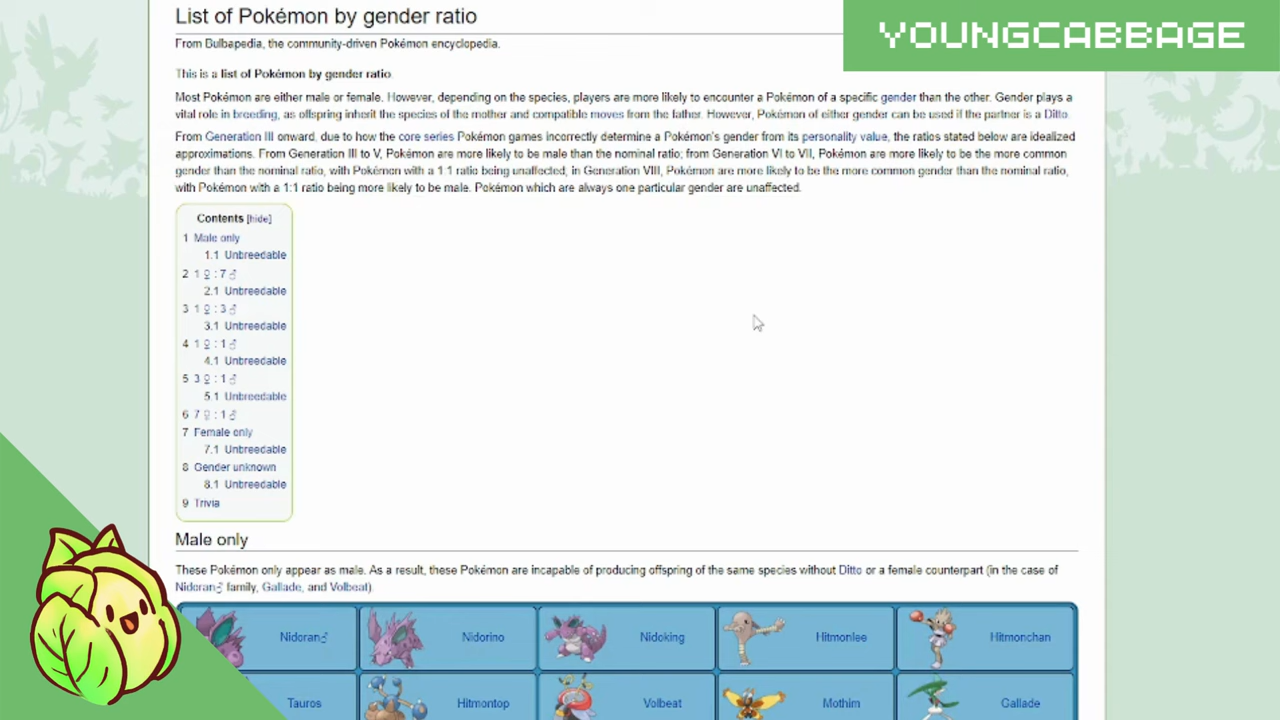 List of Pokémon by gender ratio
YOUNGCABBAGE
From Bulbapedia, the community-driven Pokémon encyclopedia.
This is a list of Pokémon by gender ratio.
Most Pokémon are either male or female. However, depending on the species, players are more likely to encounter a Pokémon of a specific gender than the other. Gender plays a
vital role in breeding, as offspring inherit the species of the mother and compatible moves from the father. However, Pokémon of either gender can be used if the partner is a Ditto
From Generation III onward, due to how the core series Pokémon games incorrectly determine a Pokémon's gender from its personality value, the ratios stated below are idealized
approximations. From Generation III to V, Pokémon are more likely to be male than the nominal ratio; from Generation VI to VII, Pokémon are more likely to be the more common
gender than the nominal ratio, with Pokémon with a 1:1 ratio being unaffected; in Generation VIII, Pokémon are more likely to be the more common gender than the nominal ratio,
with Pokémon with a 1:1 ratio being more likely to be male. Pokémon which are always one particular gender are unaffected.
Contents [hide]
1 Male only
1.1 Unbreedable
2 1♀ : 7♂
2.1 Unbreedable
3 1♀ : 3♂
3.1 Unbreedable
4 1♀ : 1♂
4.1 Unbreedable
5 3♀ : 1♂
5.1 Unbreedable
6 7♀ : 1♂
7 Female only
7.1 Unbreedable
8 Gender unknown
8.1 Unbreedable
9 Trivia
Male only
These Pokémon only appear as male. As a result, these Pokémon are incapable of producing offspring of the same species without Ditto or a female counterpart (in the case of
Nidoran♂ family, Gallade, and Volbeat).
Nidoran♂ Nidorino Nidoking Hitmonlee Hitmonchan
Tauros Hitmontop Volbeat Mothim Gallade